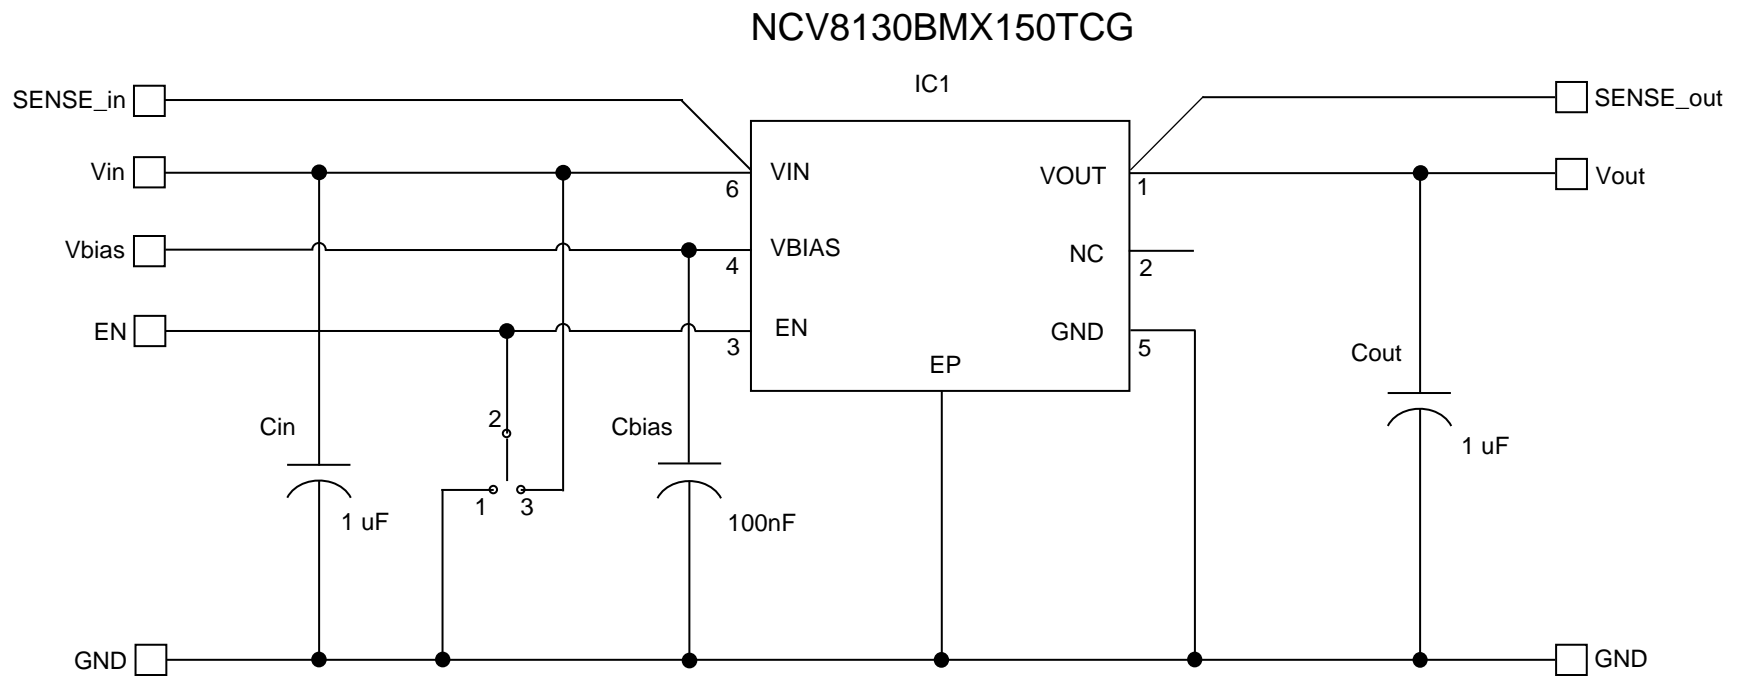 NCV8130BMX150TCG
IC1
SENSE_in
SENSE_out
Vin
VIN
6
VOUT
1
Vout
Vbias
VBIAS
4
NC
2
EN
EN
3
GND
5
EP
Cout
1 uF
Cin
1 uF
2
1
3
Cbias
100nF
GND
GND